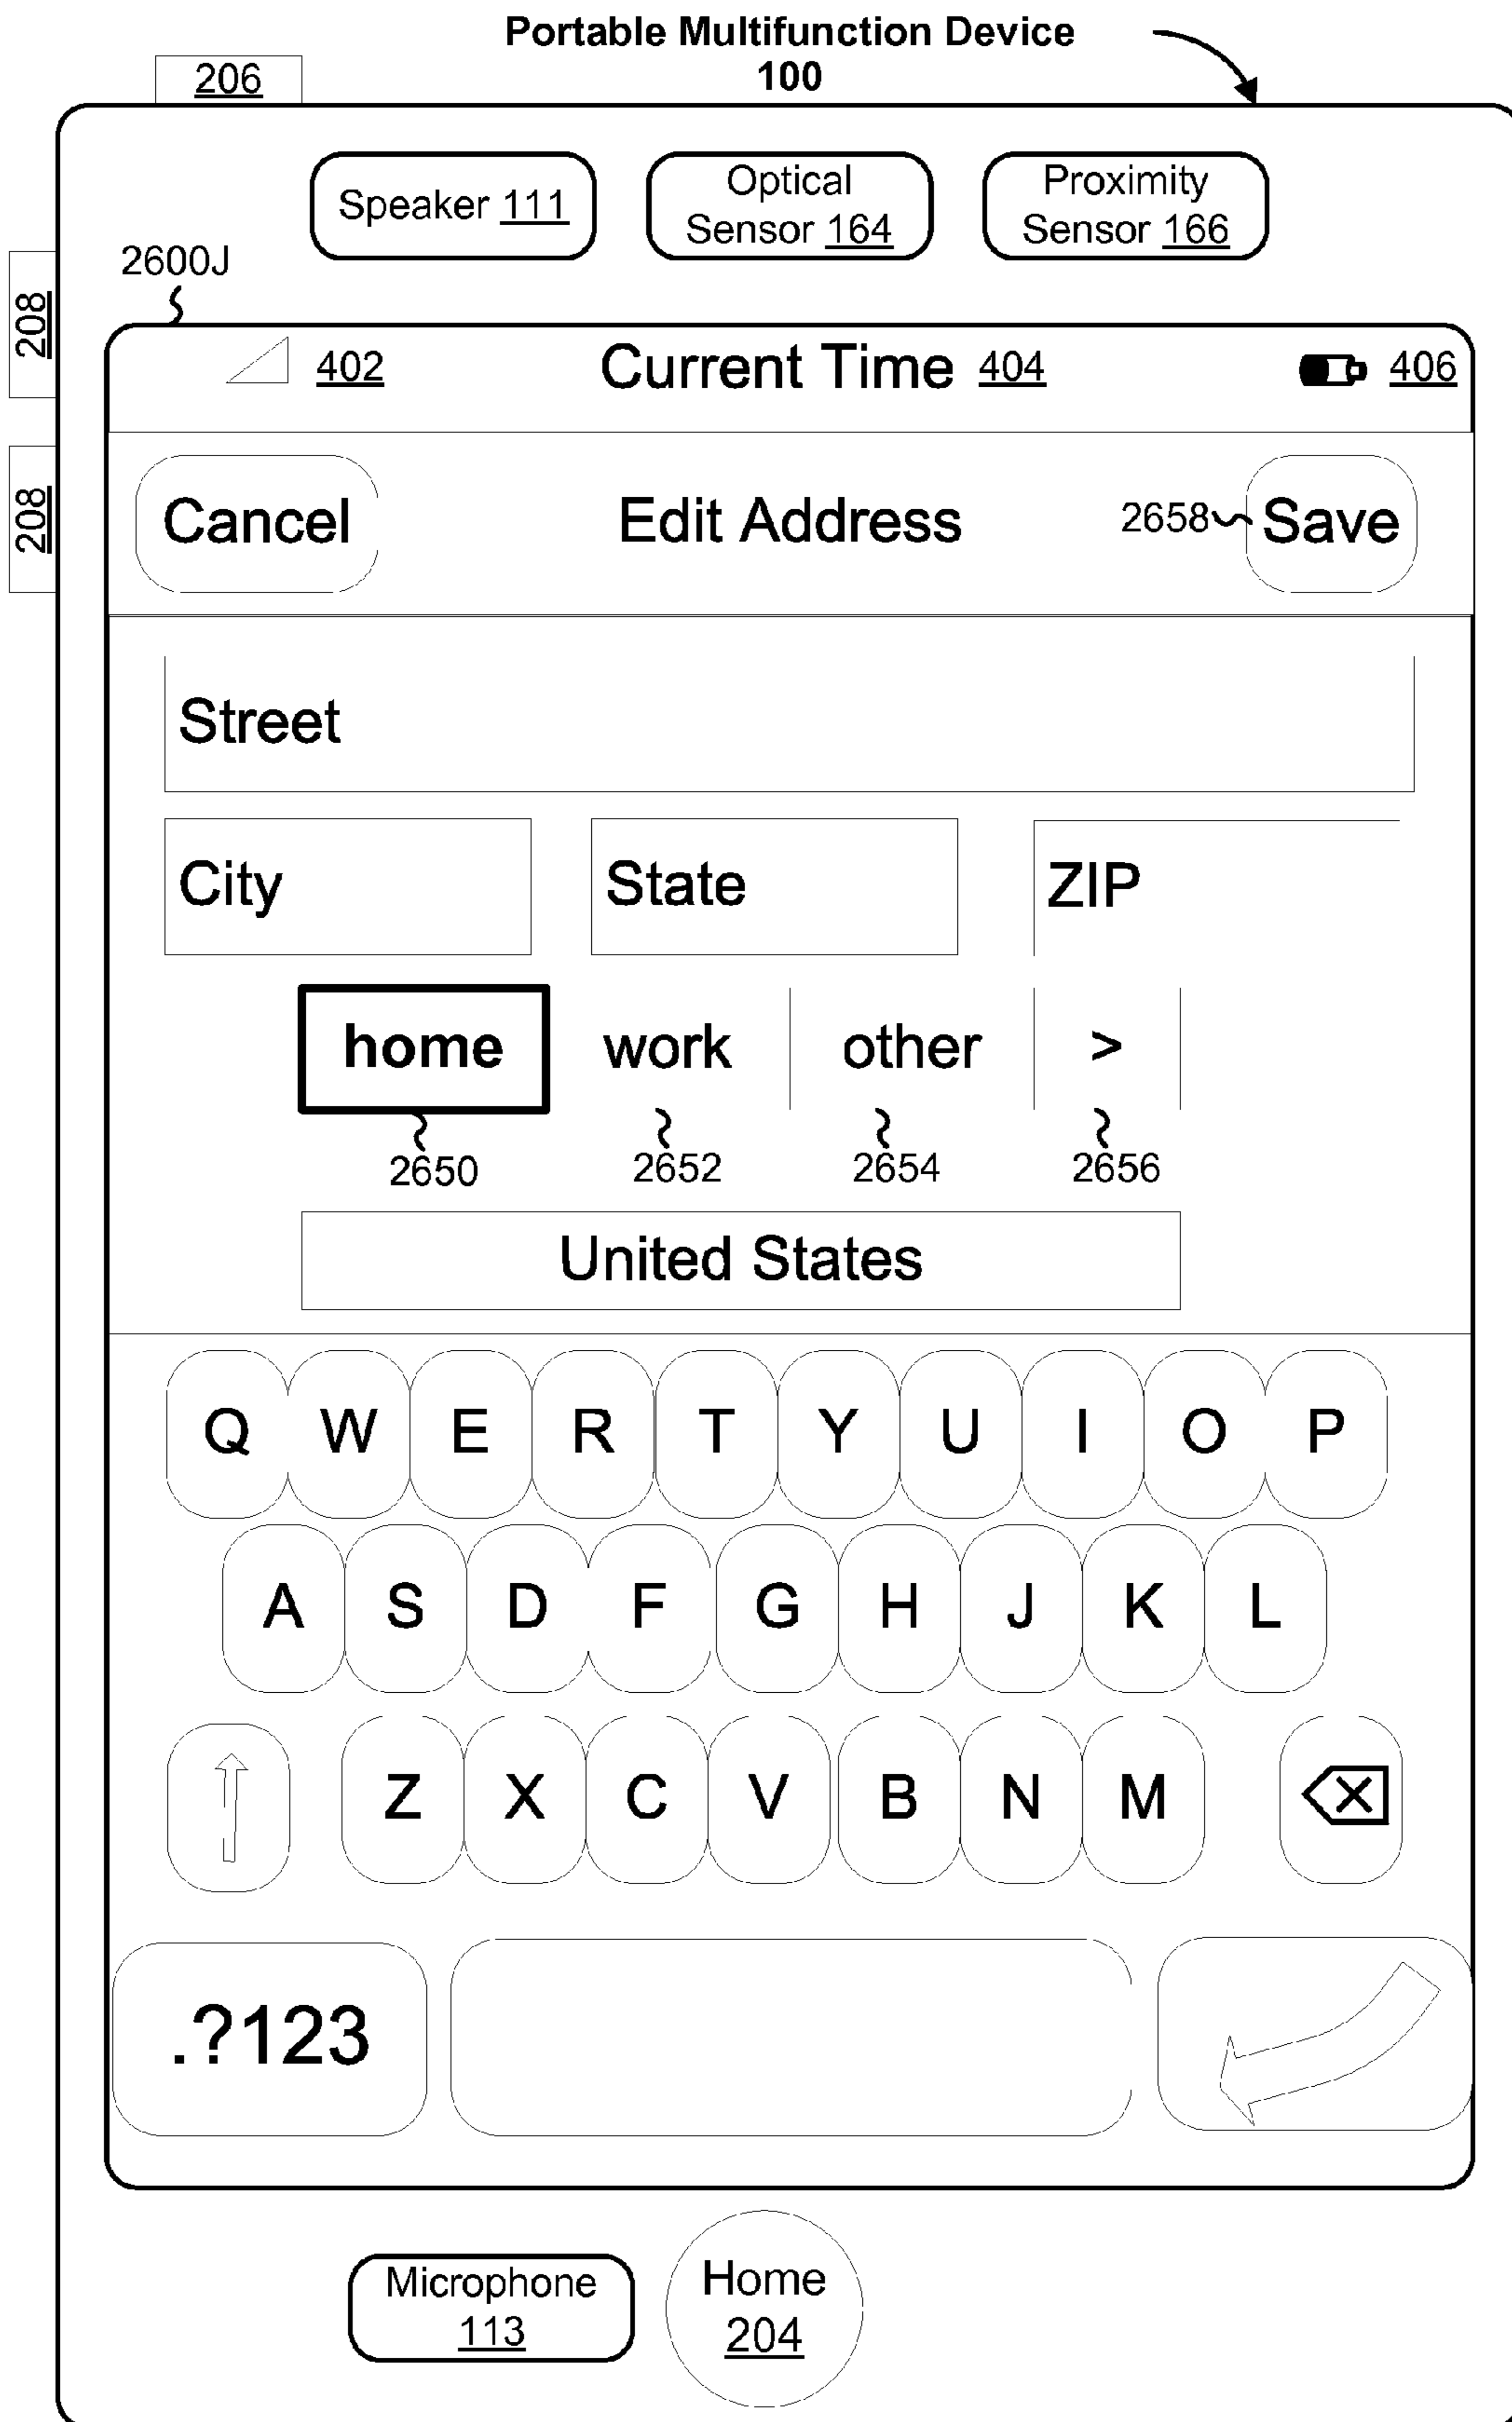 Portable Multifunction Device
100
206
Speaker 111
Optical
Sensor 164
Proximity
Sensor 166
2600J
208
402
Current Time 404
406
208
Cancel
Edit Address
2658
Save
Street
City
State
ZIP
home
work
other
>
2650
2652
2654
2656
United States
Q W E R T Y U I O P
A S D F G H J K L
Z X C V B N M
.?123
Microphone
113
Home
204